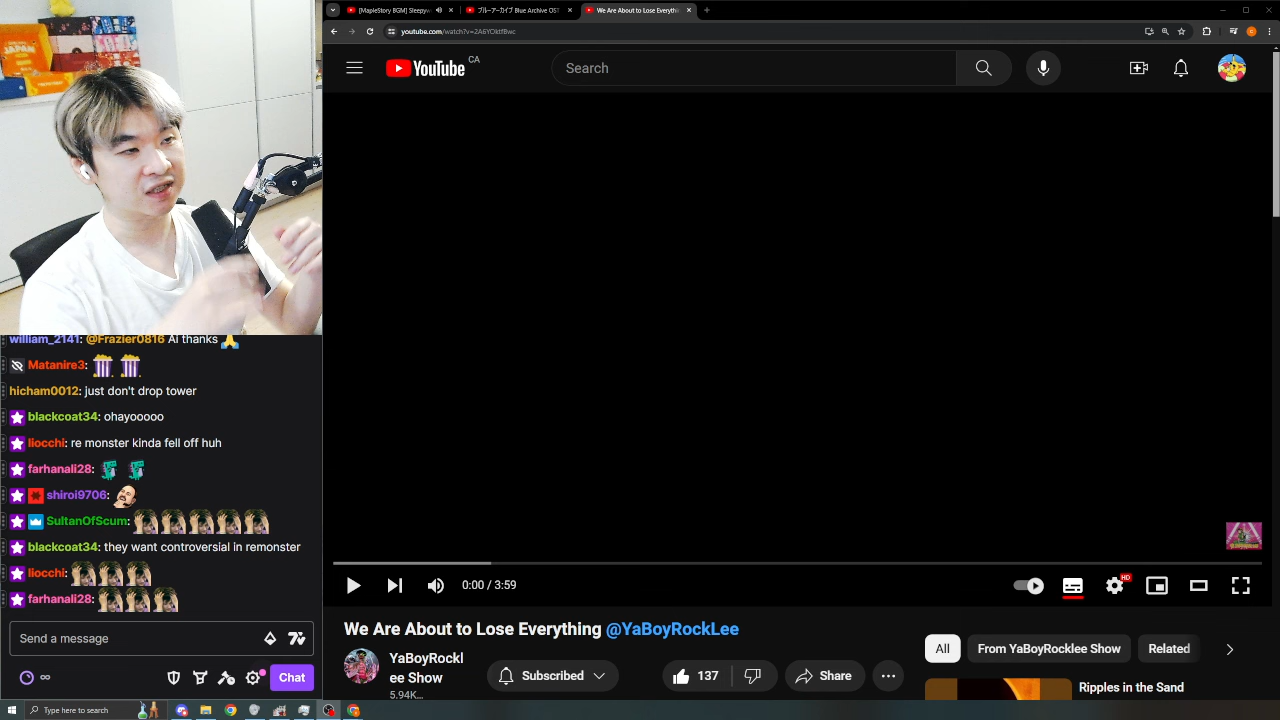 JAPAN
[MapleStory BGM] Sleepyw
ブルーアーカイブ Blue Archive OST
We Are About to Lose Everythin
youtube.com/watch?v=2A6YOktfBwc
YouTube CA
Search
0:00 / 3:59
HD
We Are About to Lose Everything @YaBoyRockLee
YaBoyRockl
ee Show
5.94K...
Subscribed
137
Share
All
From YaBoyRocklee Show
Related
Ripples in the Sand
william_2141: @Frazier0816 Ai thanks
Matanire3:
hicham0012: just don't drop tower
blackcoat34: ohayooooo
liocchi: re monster kinda fell off huh
farhanali28:
shiroi9706:
SultanOfScum:
blackcoat34: they want controversial in remonster
liocchi:
farhanali28:
Send a message
Chat
Type here to search